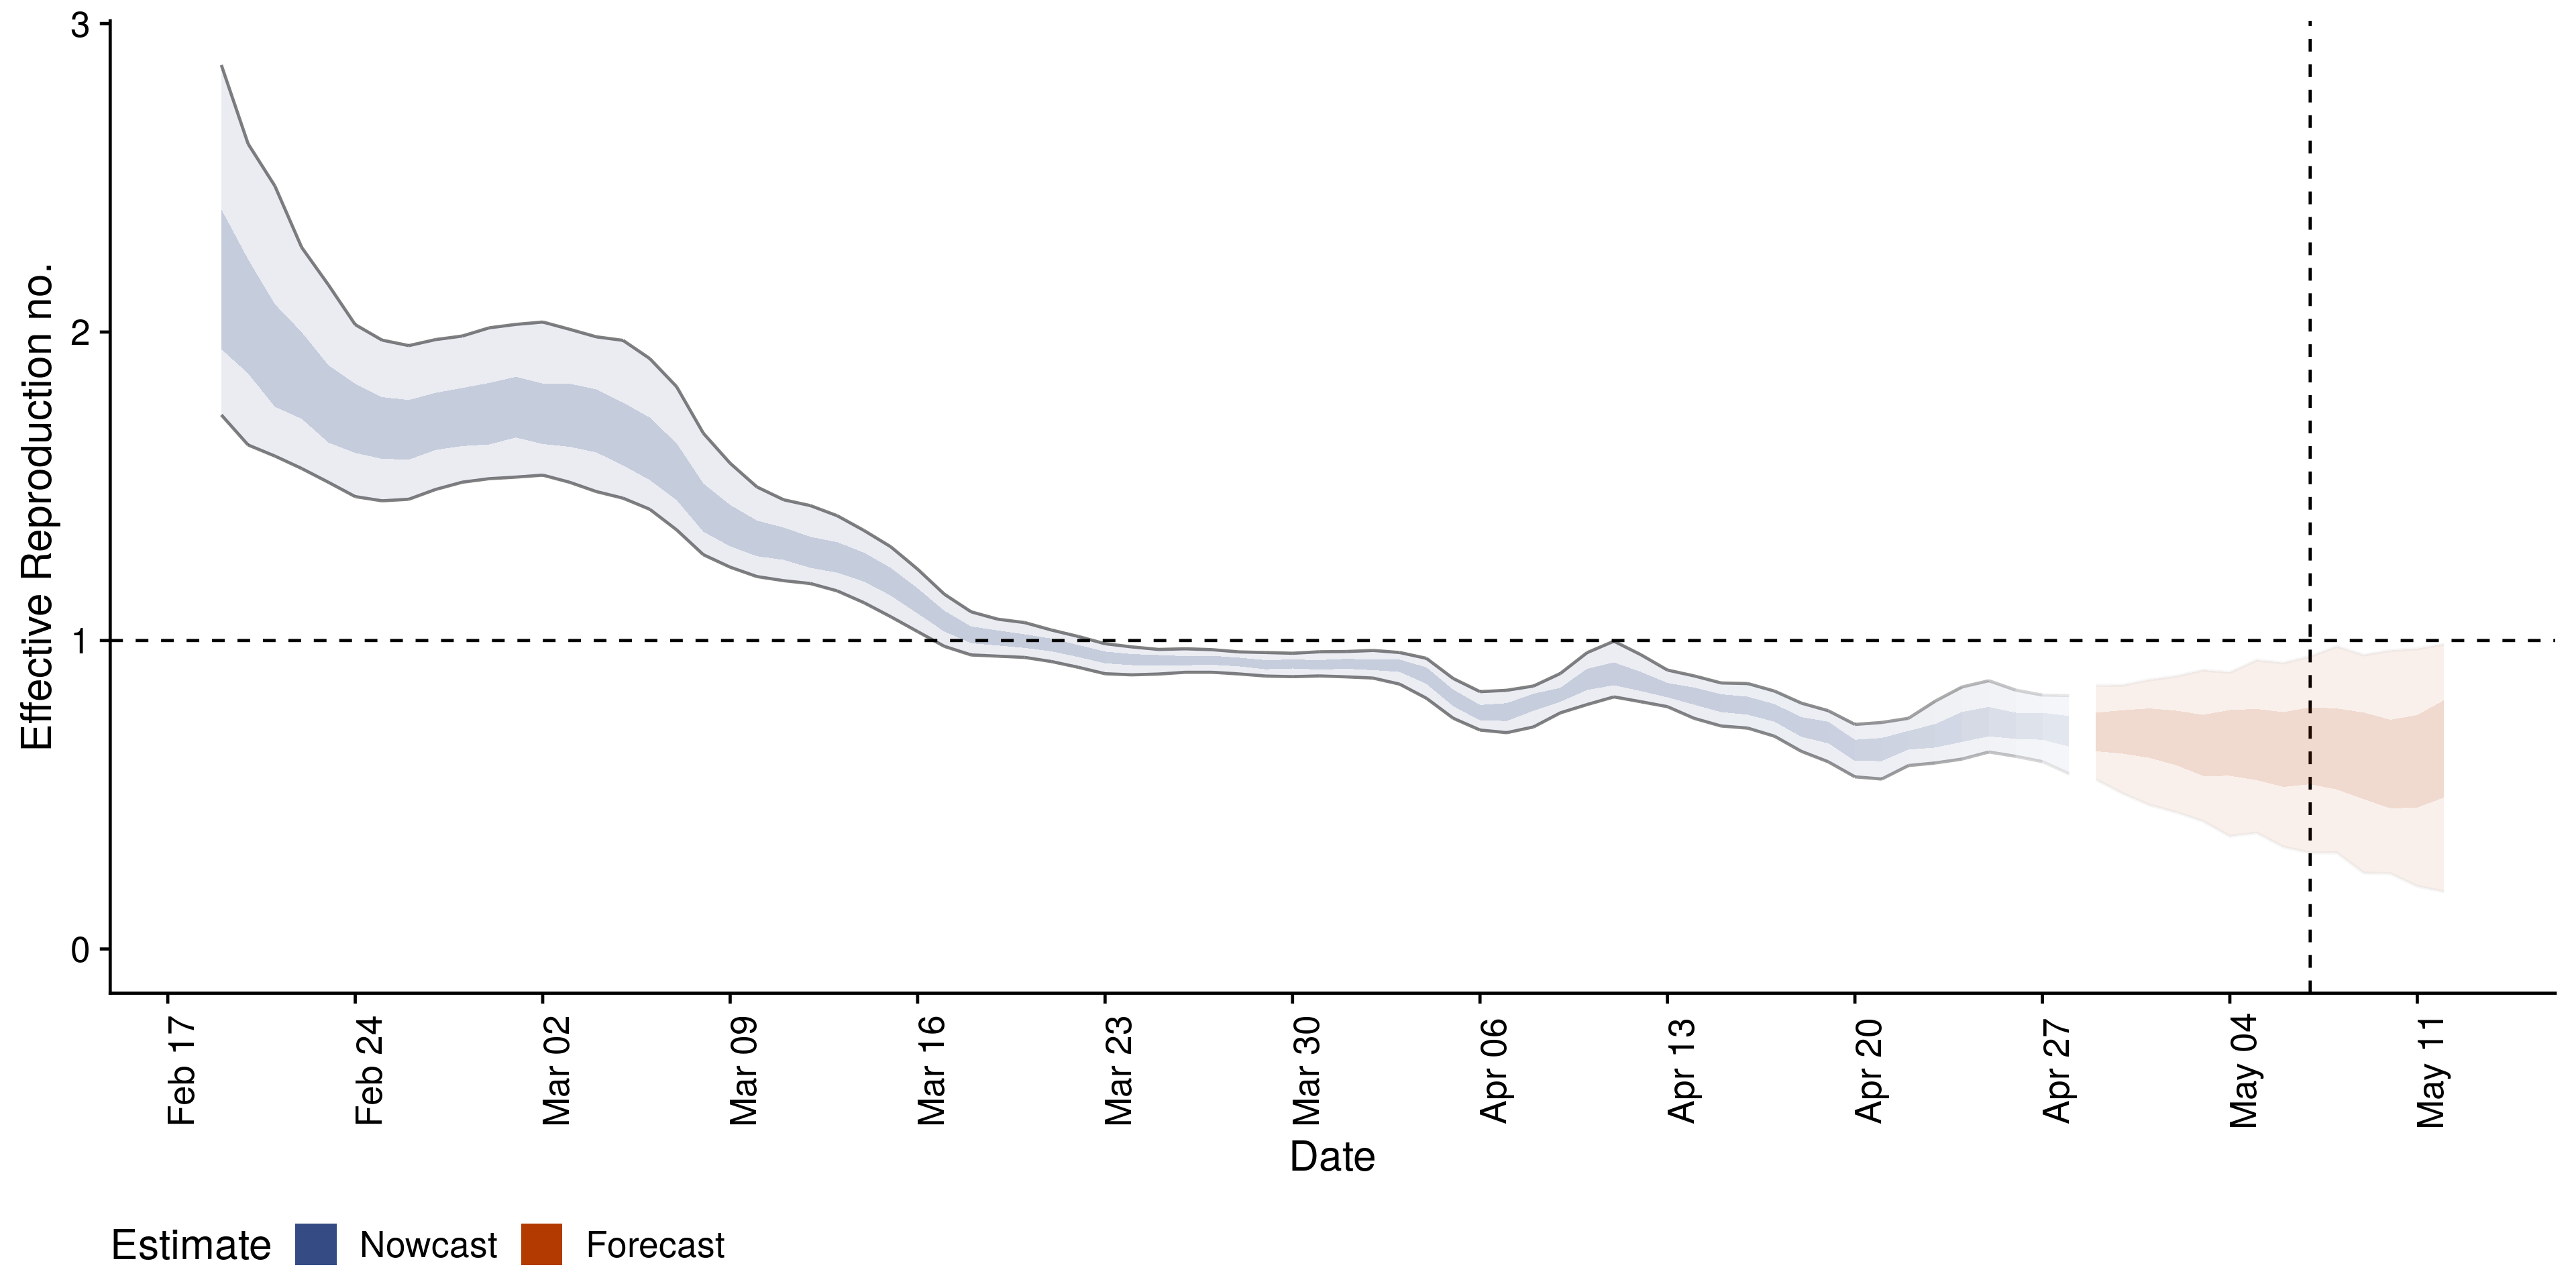 Effective Reproduction no.
3
2
1
0
Feb 17
Feb 24
Mar 02
Mar 09
Mar 16
Mar 23
Mar 30
Apr 06
Apr 13
Apr 20
Apr 27
May 04
May 11
Date
Estimate Nowcast Forecast